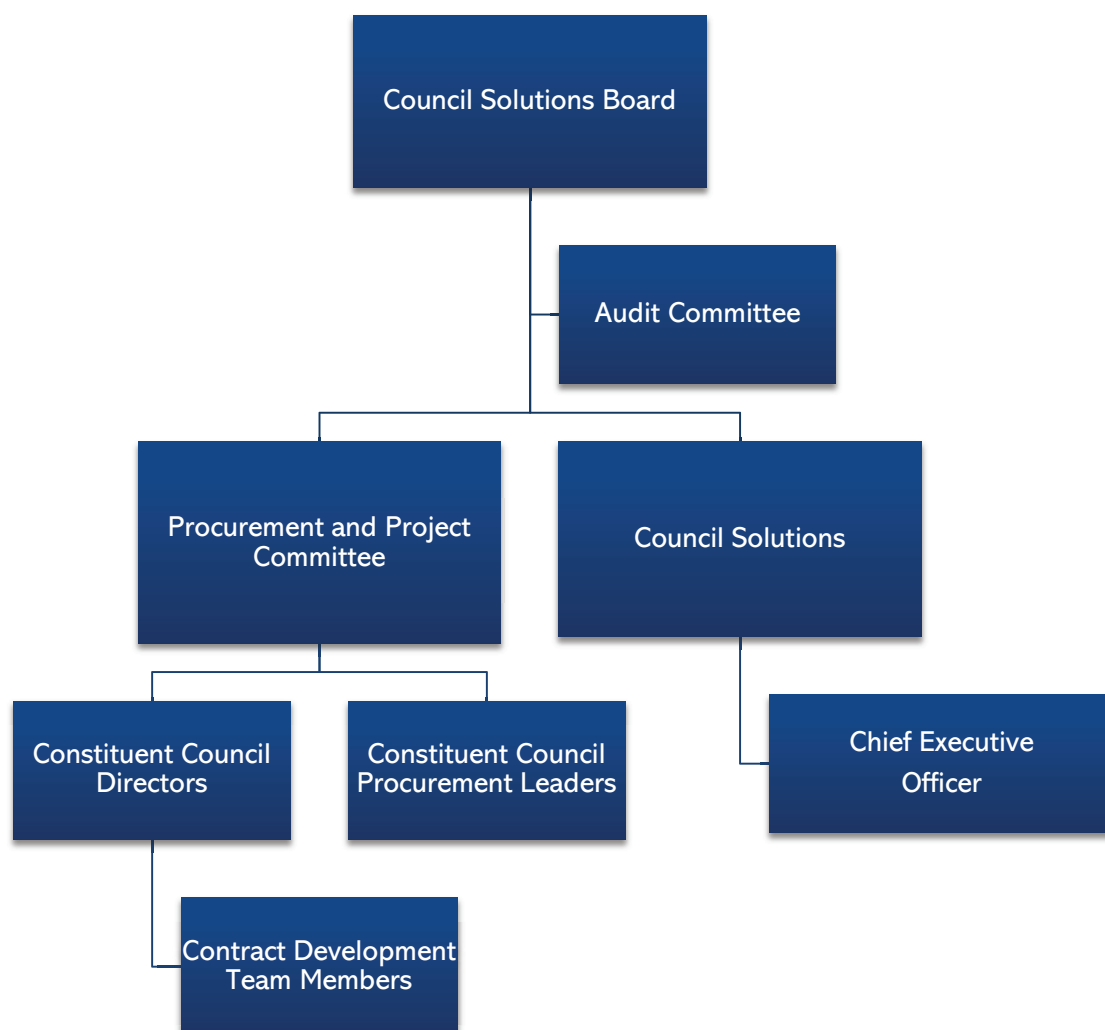 Council Solutions Board
Audit Committee
Procurement and Project
Committee
Council Solutions
Constituent Council
Directors
Constituent Council
Procurement Leaders
Chief Executive
Officer
Contract Development
Team Members